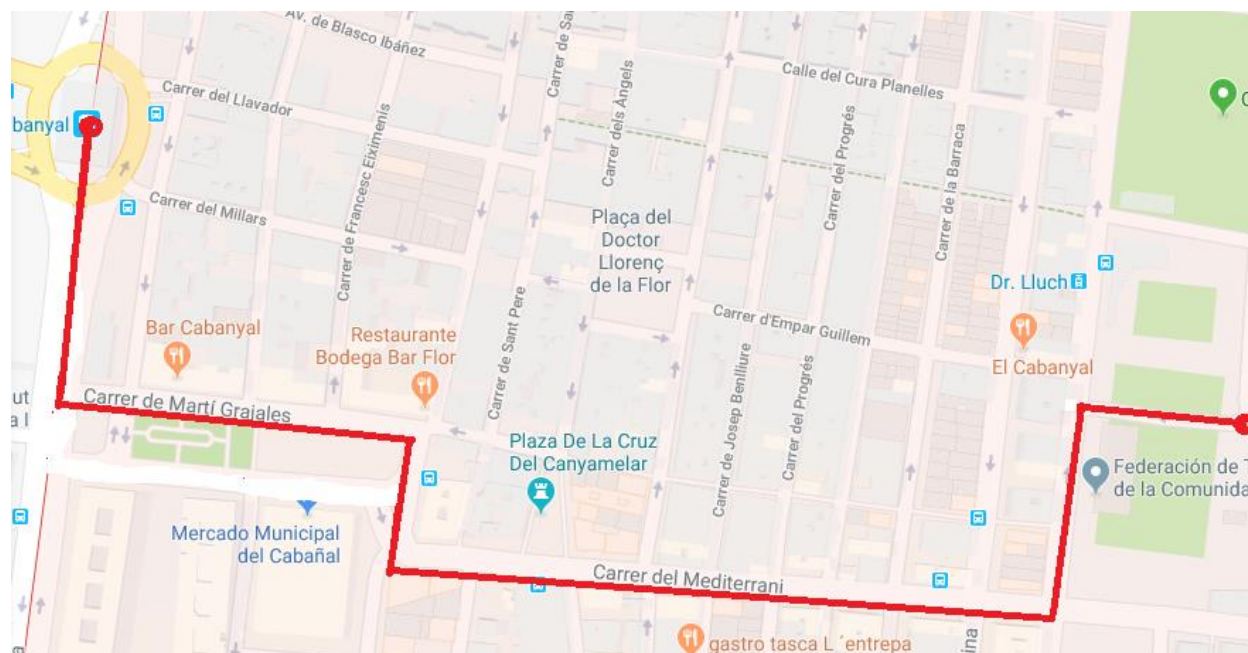 Av. de Blasco Ibáñez
Carrer de Sa
Calle del Cura Planelles
Carrer del Llavador
Carrer dels Àngels
banyal
Carrer de Francesc Eiximenis
Carrer del Progrés
Carrer de la Barraca
Carrer del Millars
Plaça del
Doctor
Llorenç
de la Flor
Dr. Lluch
Carrer d'Empar Guillem
Bar Cabanyal
Restaurante
Bodega Bar Flor
Carrer de Sant Pere
El Cabanyal
Carrer de Josep Benlliure
Carrer del Progrés
ut
a l
Carrer de Martí Grajales
Plaza De La Cruz
Del Canyamelar
Federación de T
de la Comunida
Mercado Municipal
del Cabañal
Carrer del Mediterrani
gastro tasca L´entrepa
ina